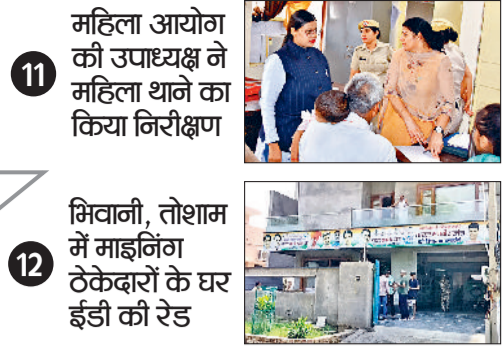 11
महिला आयोग
की उपाध्यक्ष ने
महिला थाने का
किया निरीक्षण
12
भिवानी, तोशाम
में माइनिंग
ठेकेदारों के घर
ईडी की रेड